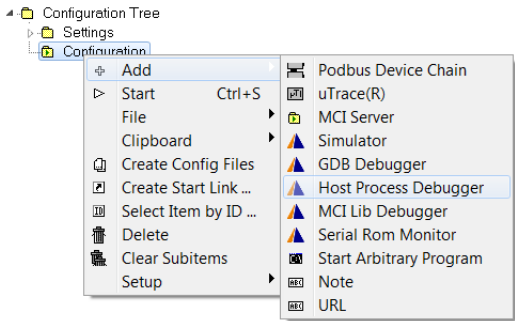 Configuration Tree
Settings
Configuration
Add
Start Ctrl+S
File
Clipboard
Create Config Files
Create Start Link ...
Select Item by ID ...
Delete
Clear Subitems
Setup
Podbus Device Chain
uTrace(R)
MCI Server
Simulator
GDB Debugger
Host Process Debugger
MCI Lib Debugger
Serial Rom Monitor
Start Arbitrary Program
Note
URL